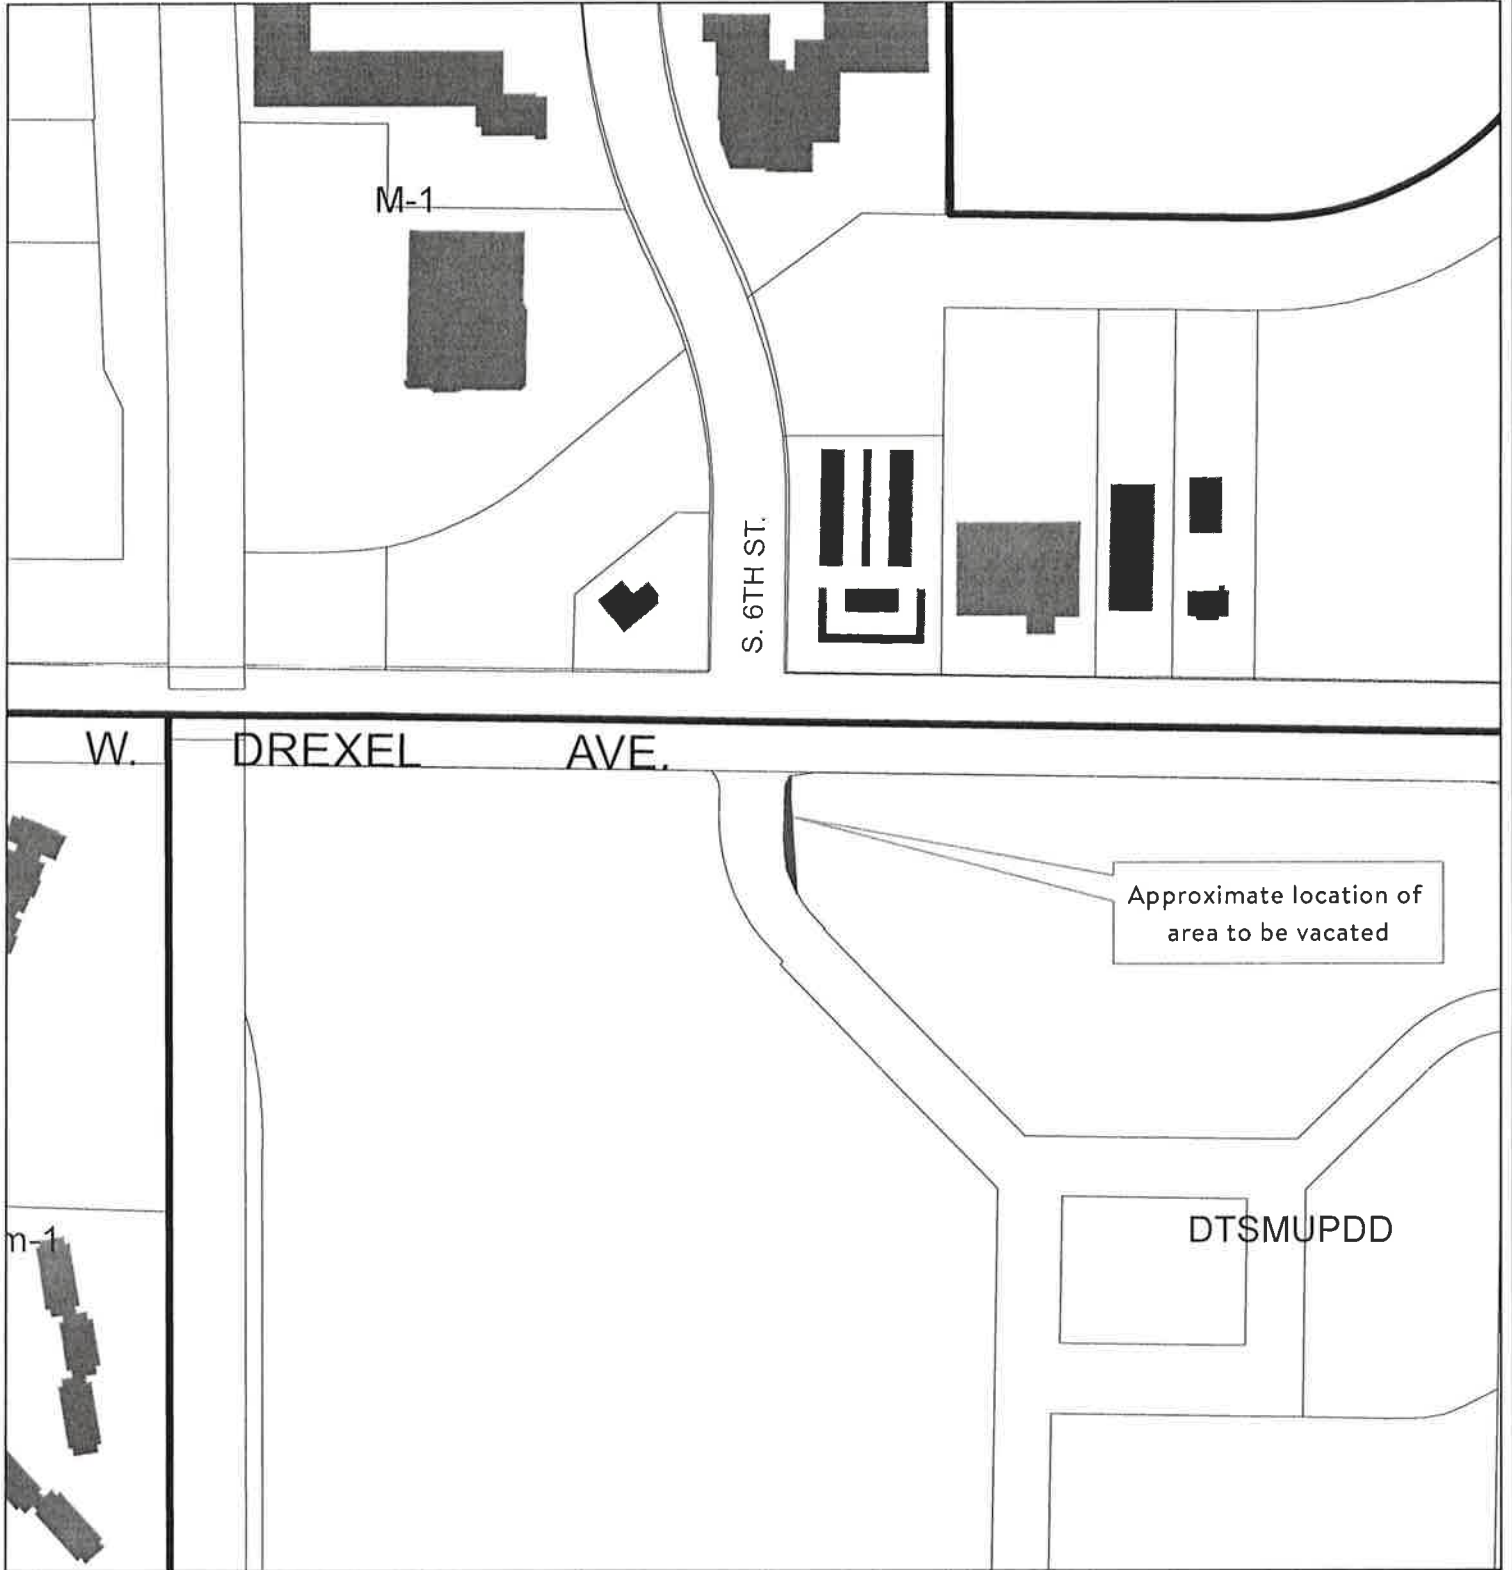 M-1
S. 6TH ST.
W. DREXEL AVE.
Approximate location of
area to be vacated
DTSMUPDD
m-1